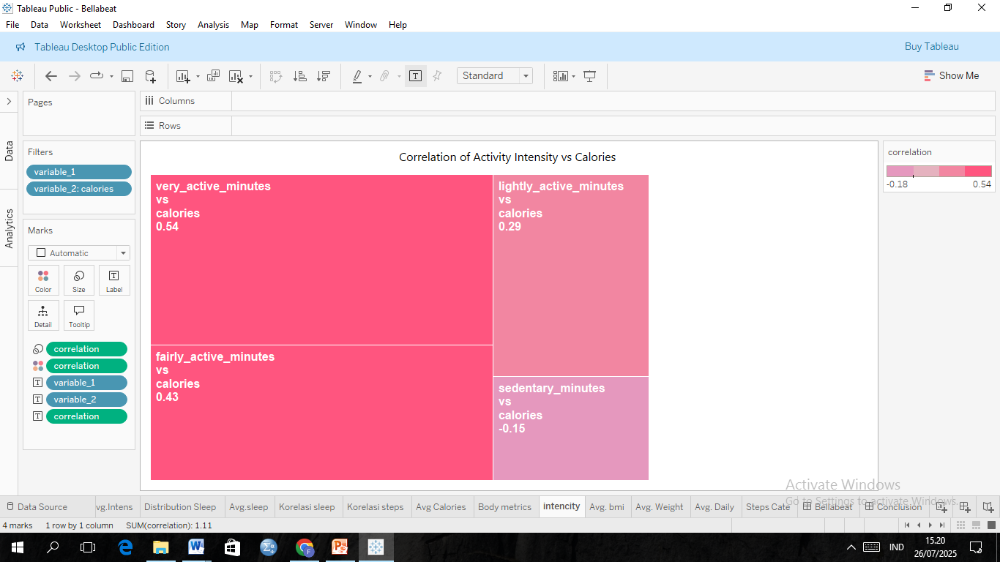 Tableau Public - Bellabeat
File Data Worksheet Dashboard Story Analysis Map Format Server Window Help
Tableau Desktop Public Edition
Buy Tableau
Standard
Show Me
Pages
Columns
Rows
Data
Analytics
Filters
variable_1
variable_2: calories
Marks
Automatic
Color Size Label
Detail Tooltip
correlation
correlation
variable_1
variable_2
correlation
Correlation of Activity Intensity vs Calories
very_active_minutes
vs
calories
0.54
fairly_active_minutes
vs
calories
0.43
lightly_active_minutes
vs
calories
0.29
sedentary_minutes
vs
calories
-0.15
correlation
-0.18 0.54
Activate Windows
Go to Settings to activate Windows.
Data Source vg.Intens Distribution Sleep Avg.sleep Korelasi sleep Korelasi steps Avg Calories Body metrics intencity Avg. bmi Avg. Weight Avg. Daily Steps Cate Bellabeat Conclusion
4 marks 1 row by 1 column SUM(correlation): 1.11
IND
15.20
26/07/2025